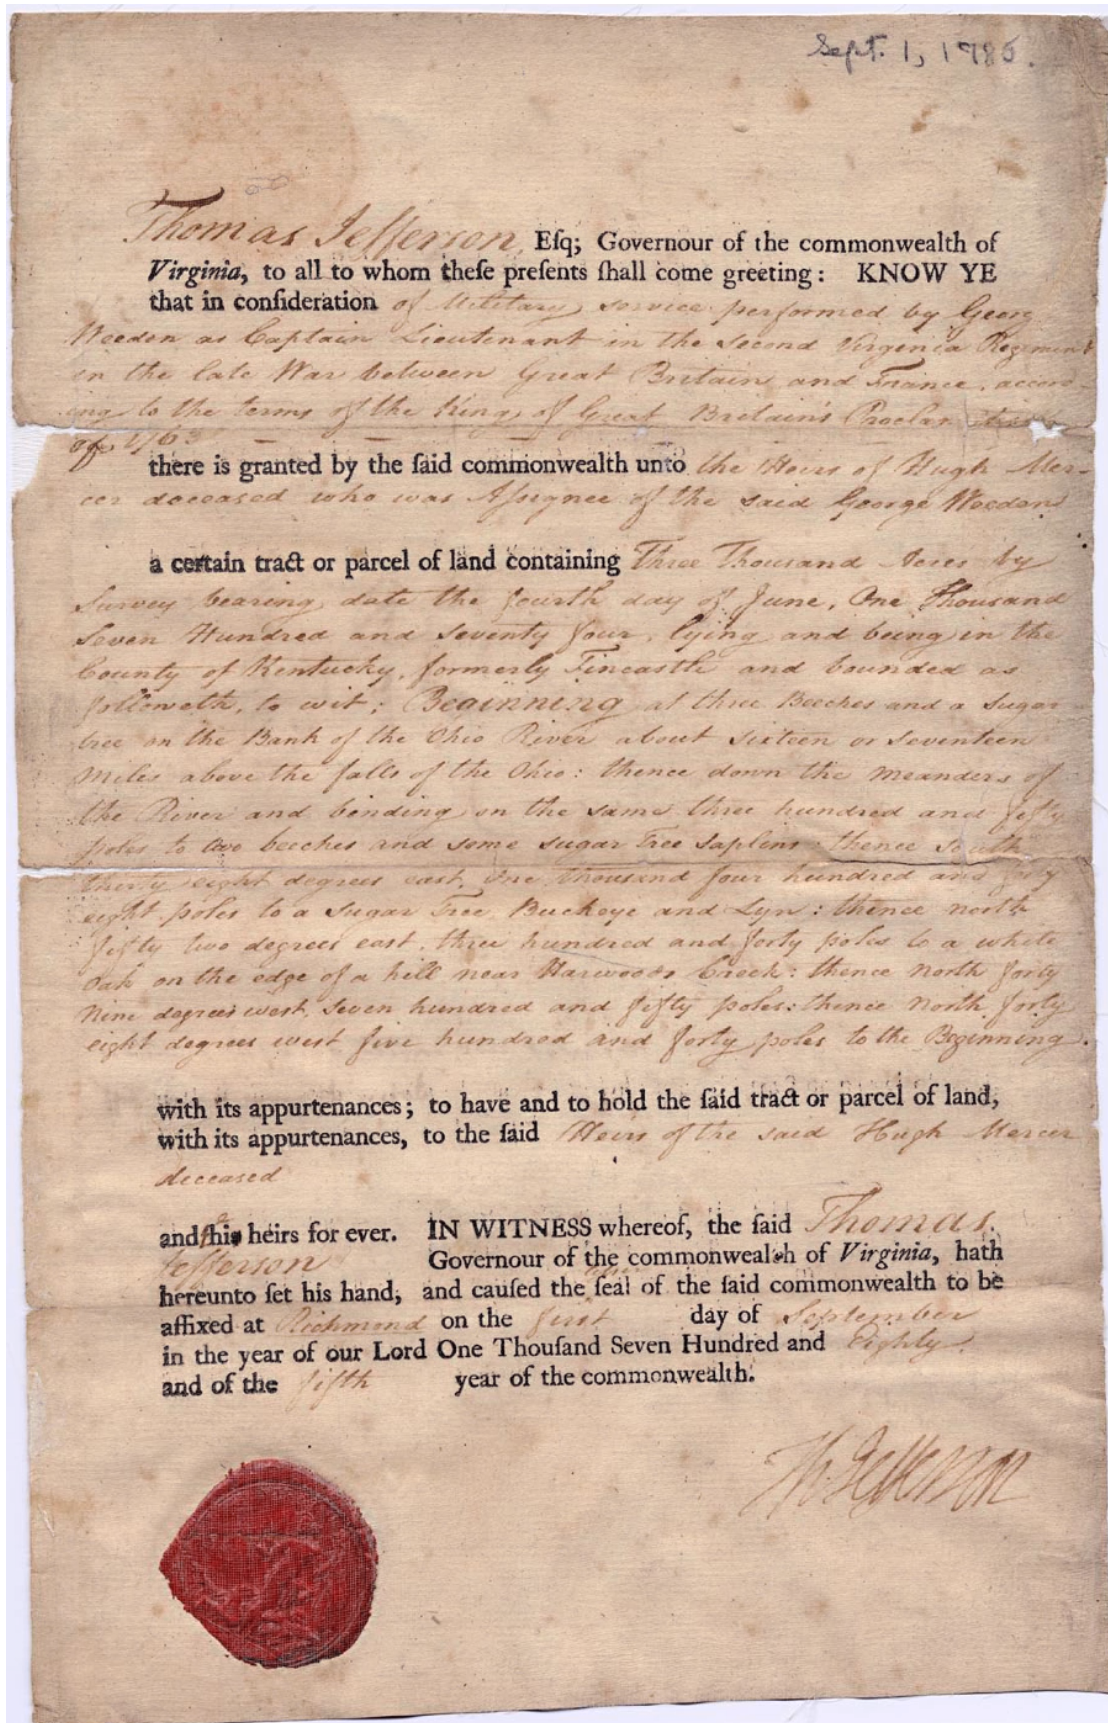 Sept. 1, 1780.
Thomas Jefferson, Eſq; Governour of the commonwealth of
Virginia, to all to whom theſe preſents ſhall come greeting: KNOW YE
that in conſideration of Military service performed by Georg
Weedon as Captain Lieutenant in the Second Virginia Regiment
in the late War between Great Britain and France, accord-
ing to the terms of the King of Great Britain's Proclamation
of 1763
there is granted by the ſaid commonwealth unto the Heirs of Hugh Mer-
cer deceased who was Aſsignee of the said George Weedon
a certain tract or parcel of land containing Three Thousand Acres by
Survey bearing date the fourth day of June, One Thousand
Seven Hundred and seventy four, lying and being in the
County of Kentucky, formerly Fincastle and bounded as
followeth, to wit; Beginning at three Beeches and a Sugar
tree on the Bank of the Ohio River about sixteen or seventeen
Miles above the falls of the Ohio: thence down the meanders of
the River and binding on the same three hundred and fifty
poles to two beeches and some sugar Tree Saplins: thence South
thirty eight degrees east, One thousand four hundred and forty
eight poles to a Sugar Tree, Buckeye and Lyn: thence north
fifty two degrees east, three hundred and forty poles to a white
Oak on the edge of a hill near Harwoods Creek: thence North forty
Nine degrees west, Seven hundred and fifty poles: thence North forty
eight degrees west five hundred and forty poles to the Beginning.
with its appurtenances; to have and to hold the ſaid tract or parcel of land,
with its appurtenances, to the ſaid Heirs of the said Hugh Mercer
deceased
and heirs for ever. IN WITNESS whereof, the ſaid Thomas
Jefferson Governour of the commonwealth of Virginia, hath
hereunto ſet his hand, and cauſed the ſeal of the ſaid commonwealth to be
affixed at Richmond on the first day of September
in the year of our Lord One Thouſand Seven Hundred and Eighty.
and of the fifth year of the commonwealth.
Th. Jefferson